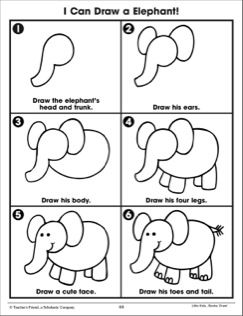 I Can Draw a Elephant!
1
2
Draw the elephant's
head and trunk.
Draw his ears.
3
4
Draw his body.
Draw his four legs.
5
6
Draw a cute face.
Draw his toes and tail.
© Teacher's Friend, a Scholastic Company